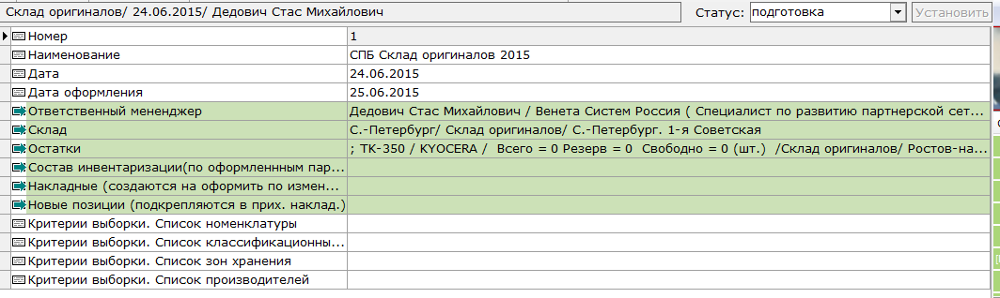 Склад оригиналов/ 24.06.2015/ Дедович Стас Михайлович Статус: подготовка Установить
Номер 1
Наименование СПБ Склад оригиналов 2015
Дата 24.06.2015
Дата оформления 25.06.2015
Ответственный мененджер Дедович Стас Михайлович / Венета Систем Россия ( Специалист по развитию партнерской сет...
Склад С.-Петербург/ Склад оригиналов/ С.-Петербург. 1-я Советская
Остатки ; TK-350 / KYOCERA / Всего = 0 Резерв = 0 Свободно = 0 (шт.) /Склад оригиналов/ Ростов-на...
Состав инвентаризации(по оформленнным пар...
Накладные (создаются на оформить по измен...
Новые позиции (подкрепляются в прих. наклад.)
Критерии выборки. Список номенклатуры
Критерии выборки. Список классификационны...
Критерии выборки. Список зон хранения
Критерии выборки. Список производителей